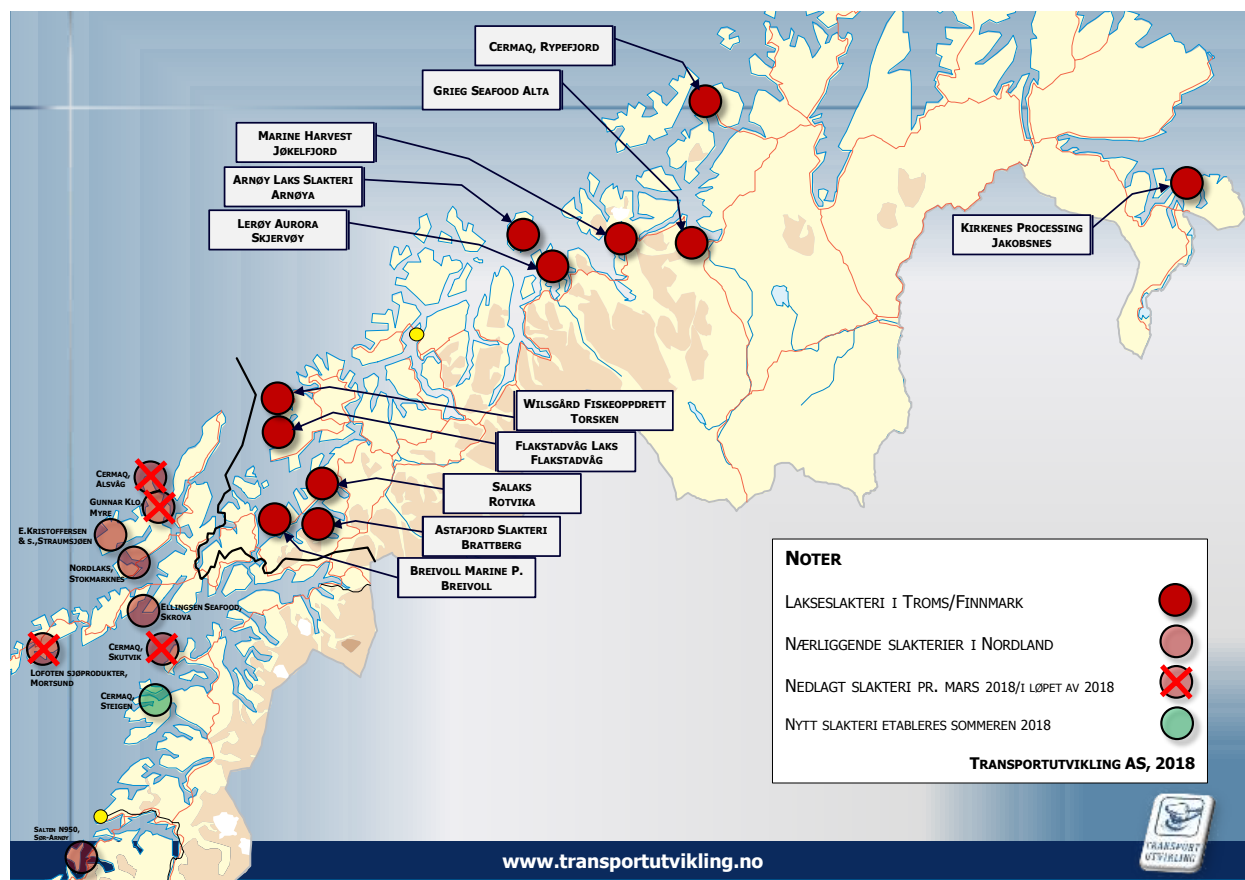 CERMAQ, RYPEFJORD
GRIEG SEAFOOD ALTA
MARINE HARVEST
JØKELFJORD
ARNØY LAKS SLAKTERI
ARNØYA
LERØY AURORA
SKJERVØY
KIRKENES PROCESSING
JAKOBSNES
WILSGÅRD FISKEOPPDRETT
TORSKEN
FLAKSTADVÅG LAKS
FLAKSTADVÅG
SALAKS
ROTVIKA
ASTAFJORD SLAKTERI
BRATTBERG
BREIVOLL MARINE P.
BREIVOLL
CERMAQ,
ALSVÅG
GUNNAR KLO
MYRE
E.KRISTOFFERSEN
& S.,STRAUMSJØEN
NORDLAKS,
STOKMARKNES
ELLINGSEN SEAFOOD,
SKROVA
CERMAQ,
SKUTVIK
LOFOTEN SJØPRODUKTER,
MORTSUND
CERMAQ,
STEIGEN
SALTEN N950,
SØR-ARNØY
NOTER
LAKSESLAKTERI I TROMS/FINNMARK
NÆRLIGGENDE SLAKTERIER I NORDLAND
NEDLAGT SLAKTERI PR. MARS 2018/I LØPET AV 2018
NYTT SLAKTERI ETABLERES SOMMEREN 2018
TRANSPORTUTVIKLING AS, 2018
TRANSPORT
UTVIKLING
www.transportutvikling.no